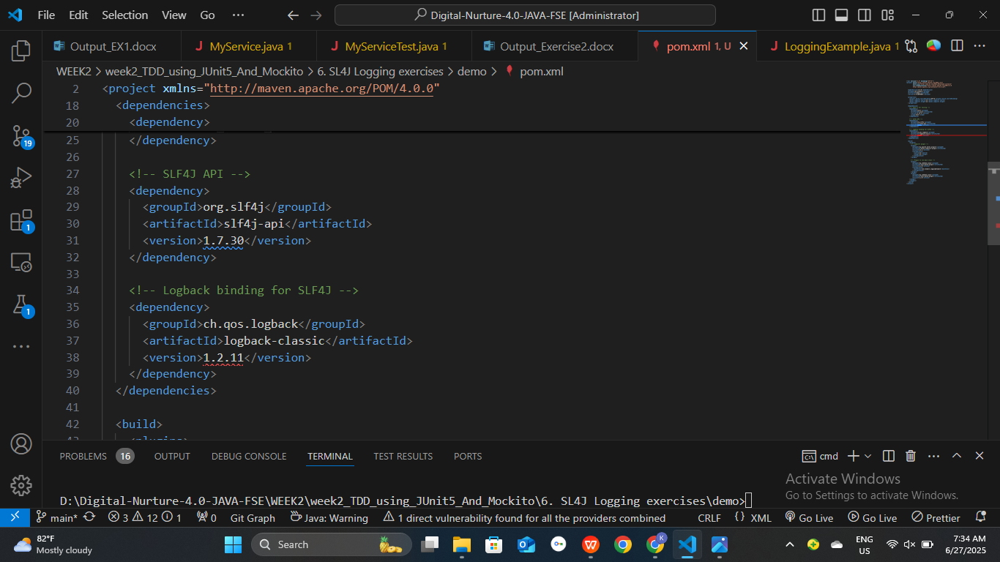 File Edit Selection View Go ··· Digital-Nurture-4.0-JAVA-FSE [Administrator]
Output_EX1.docx MyService.java 1 MyServiceTest.java 1 Output_Exercise2.docx pom.xml 1, U LoggingExample.java 1
WEEK2 > week2_TDD_using_JUnit5_And_Mockito > 6. SL4J Logging exercises > demo > pom.xml
2 <project xmlns="http://maven.apache.org/POM/4.0.0"
18 <dependencies>
20 <dependency>
25 </dependency>
26
27 <!-- SLF4J API -->
28 <dependency>
29 <groupId>org.slf4j</groupId>
30 <artifactId>slf4j-api</artifactId>
31 <version>1.7.30</version>
32 </dependency>
33
34 <!-- Logback binding for SLF4J -->
35 <dependency>
36 <groupId>ch.qos.logback</groupId>
37 <artifactId>logback-classic</artifactId>
38 <version>1.2.11</version>
39 </dependency>
40 </dependencies>
41
42 <build>
43 <plugins>
19
1
1
PROBLEMS 16 OUTPUT DEBUG CONSOLE TERMINAL TEST RESULTS PORTS cmd
Activate Windows
Go to Settings to activate Windows.
D:\Digital-Nurture-4.0-JAVA-FSE\WEEK2\week2_TDD_using_JUnit5_And_Mockito\6. SL4J Logging exercises\demo>
main* 3 12 1 0 Git Graph Java: Warning 1 direct vulnerability found for all the providers combined CRLF {} XML Go Live Go Live Prettier
82°F
Mostly cloudy
Search
K
ENG
US
7:34 AM
6/27/2025